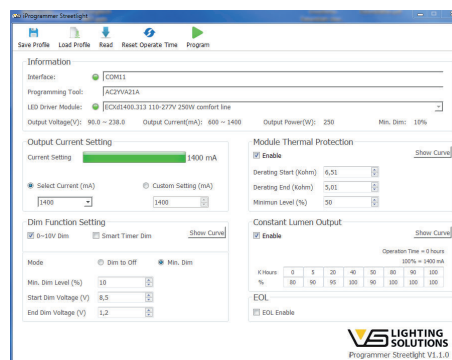 iProgrammer Streetlight
Save Profile Load Profile Read Reset Operate Time Program
Information
Interface: COM11
Programming Tool: AC2YVA21A
LED Driver Module: ECXd1400.313 110-277V 250W comfort line
Output Voltage(V): 90.0 ~ 238.0 Output Current(mA): 600 ~ 1400 Output Power(W): 250 Min. Dim: 10%
Output Current Setting
Current Setting 1400 mA
Select Current (mA) Custom Setting (mA)
1400 1400
Module Thermal Protection
Enable Show Curve
Derating Start (Kohm) 6,51
Derating End (Kohm) 5,01
Minimun Level (%) 50
Dim Function Setting
0-10V Dim Smart Timer Dim Show Curve
Mode Dim to Off Min. Dim
Min. Dim Level (%) 10
Start Dim Voltage (V) 8,5
End Dim Voltage (V) 1,2
Constant Lumen Output
Enable Show Curve
Operation Time = 0 hours
100% = 1400 mA
K Hours 0 5 20 40 50 80 90 100
% 80 90 95 100 90 100 100 100
EOL
EOL Enable
VS LIGHTING
SOLUTIONS
Programmer Streetlight V1.1.0